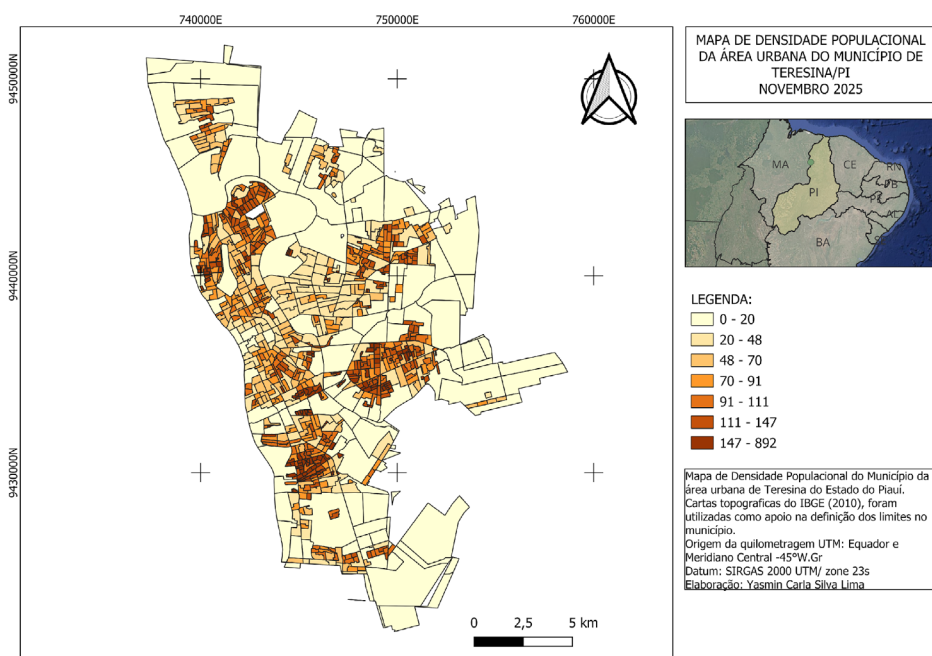 740000E
750000E
760000E
9450000N
9440000N
9430000N
MAPA DE DENSIDADE POPULACIONAL
DA ÁREA URBANA DO MUNICÍPIO DE
TERESINA/PI
NOVEMBRO 2025
MA
CE
RN
PB
PI
PE
AL
SE
BA
LEGENDA:
0 - 20
20 - 48
48 - 70
70 - 91
91 - 111
111 - 147
147 - 892
Mapa de Densidade Populacional do Município da
área urbana de Teresina do Estado do Piauí.
Cartas topograficas do IBGE (2010), foram
utilizadas como apoio na definição dos limites no
município.
Origem da quilometragem UTM: Equador e
Meridiano Central -45ºW.Gr
Datum: SIRGAS 2000 UTM/ zone 23s
Elaboração: Yasmin Carla Silva Lima
0 2,5 5 km